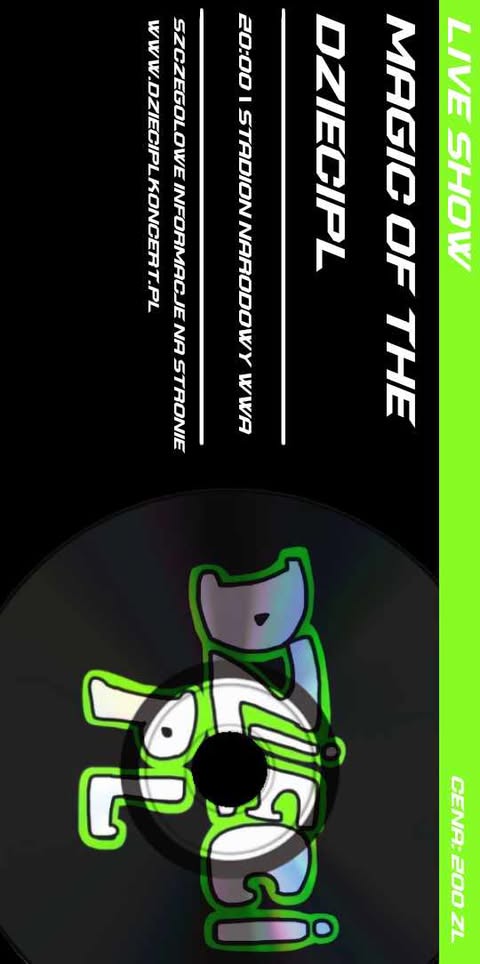 LIVE SHOW
CENA: 200 ZL
MAGIC OF THE
DZIECIPL
20:00 \ STADION NARODOWY WWA
SZCZEGOLOWE INFORMACJE NA STRONIE
WWW.DZIECIPLKONCERT.PL
DZIECI
PL